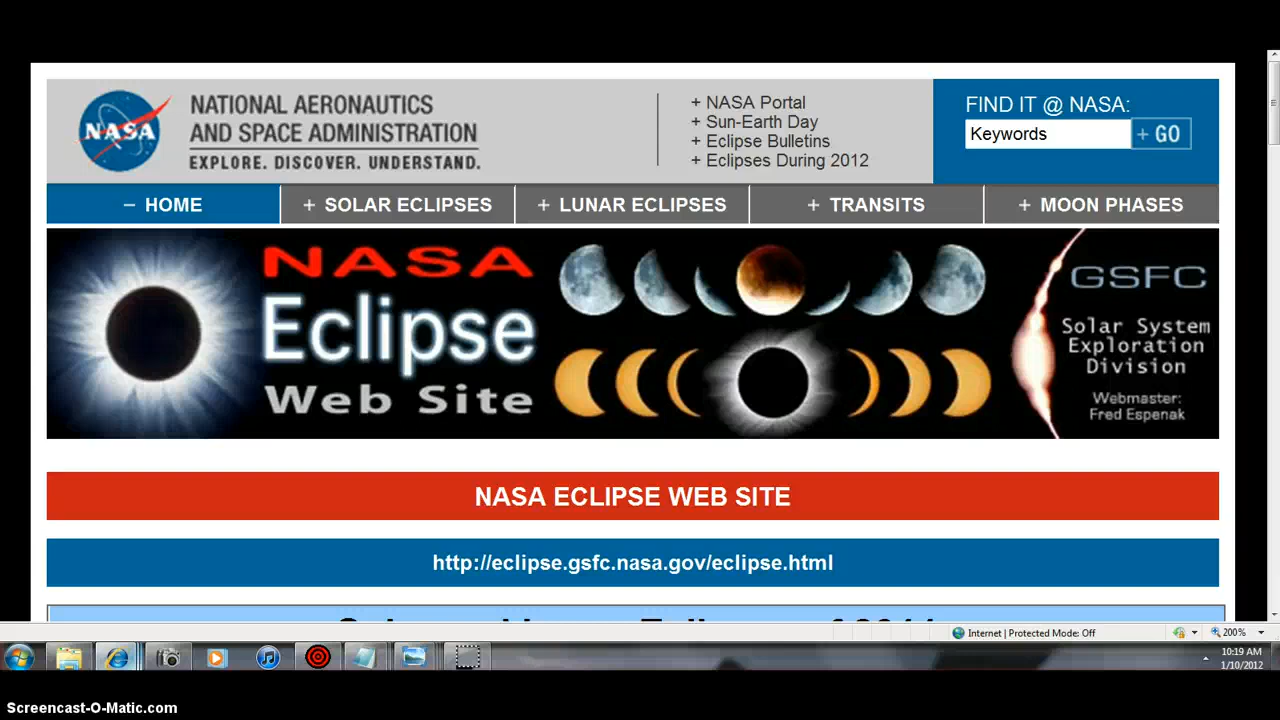 NASA
NATIONAL AERONAUTICS
AND SPACE ADMINISTRATION
EXPLORE. DISCOVER. UNDERSTAND.
+ NASA Portal
+ Sun-Earth Day
+ Eclipse Bulletins
+ Eclipses During 2012
FIND IT @ NASA:
Keywords
+ GO
− HOME
+ SOLAR ECLIPSES
+ LUNAR ECLIPSES
+ TRANSITS
+ MOON PHASES
NASA
Eclipse
Web Site
GSFC
Solar System
Exploration
Division
Webmaster:
Fred Espenak
NASA ECLIPSE WEB SITE
http://eclipse.gsfc.nasa.gov/eclipse.html
Internet | Protected Mode: Off
200%
10:19 AM
1/10/2012
Screencast-O-Matic.com